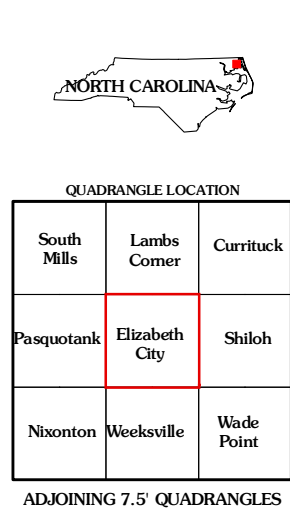 NORTH CAROLINA
QUADRANGLE LOCATION
South
Mills
Lambs
Corner
Currituck
Pasquotank
Elizabeth
City
Shiloh
Nixonton
Weeksville
Wade
Point
ADJOINING 7.5' QUADRANGLES